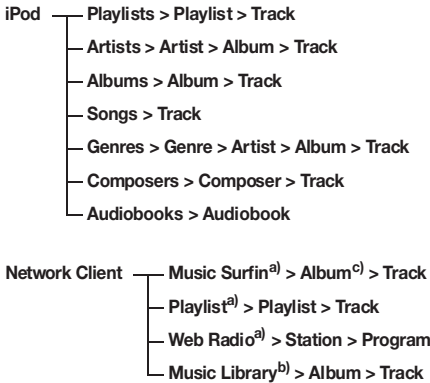 iPod Playlists > Playlist > Track
Artists > Artist > Album > Track
Albums > Album > Track
Songs > Track
Genres > Genre > Artist > Album > Track
Composers > Composer > Track
Audiobooks > Audiobook
Network Client Music Surfin a) > Album c) > Track
Playlist a) > Playlist > Track
Web Radio a) > Station > Program
Music Library b) > Album > Track